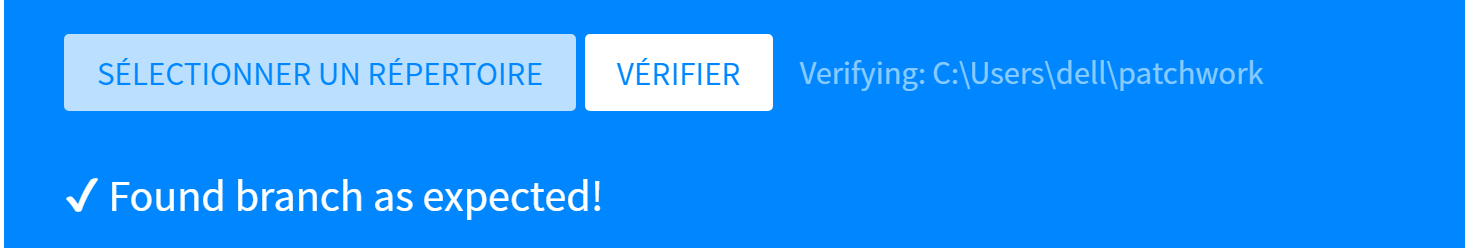 SÉLECTIONNER UN RÉPERTOIRE VÉRIFIER Verifying: C:\Users\dell\patchwork
✔ Found branch as expected!